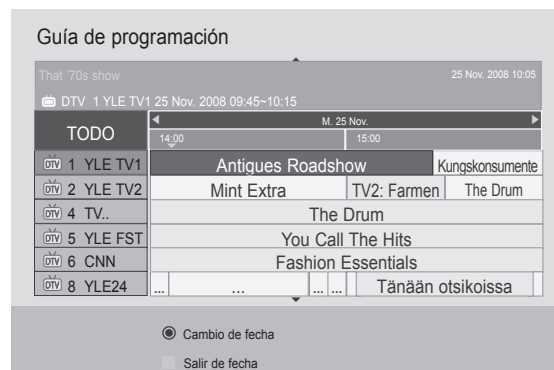 Guía de programación
That '70s show 25 Nov. 2008 10:05
DTV 1 YLE TV1 25 Nov. 2008 09:45~10:15
TODO
M. 25 Nov.
14:00 15:00
DTV 1 YLE TV1 Antigues Roadshow Kungskonsumente
DTV 2 YLE TV2 Mint Extra TV2: Farmen The Drum
DTV 4 TV.. The Drum
DTV 5 YLE FST You Call The Hits
DTV 6 CNN Fashion Essentials
DTV 8 YLE24 ... ... ... ... Tänään otsikoissa
Cambio de fecha
Salir de fecha